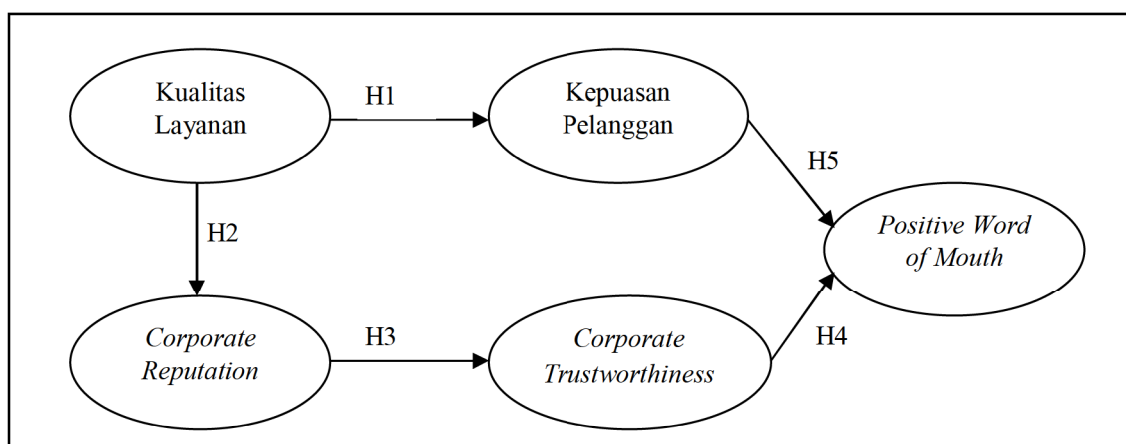 Kualitas
Layanan
H1
Kepuasan
Pelanggan
H5
H2
Positive Word
of Mouth
Corporate
Reputation
H3
Corporate
Trustworthiness
H4